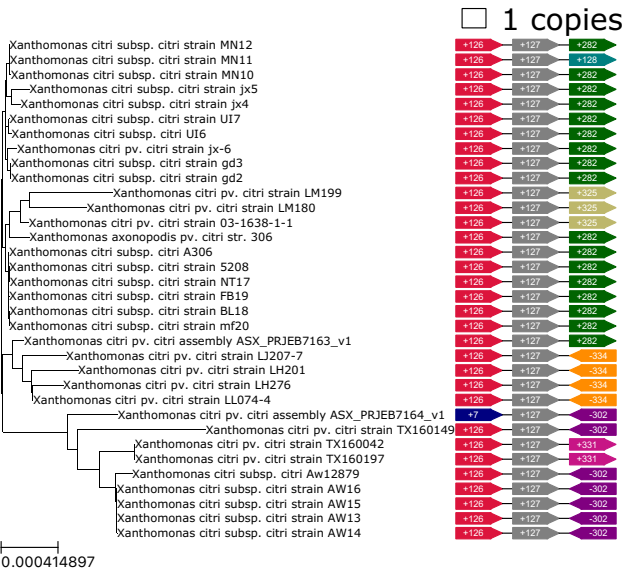 1 copies
Xanthomonas citri subsp. citri strain MN12 +126 +127 +282
Xanthomonas citri subsp. citri strain MN11 +126 +127 +128
Xanthomonas citri subsp. citri strain MN10 +126 +127 +282
Xanthomonas citri subsp. citri strain jx5 +126 +127 +282
Xanthomonas citri subsp. citri strain jx4 +126 +127 +282
Xanthomonas citri subsp. citri strain UI7 +126 +127 +282
Xanthomonas citri subsp. citri UI6 +126 +127 +282
Xanthomonas citri pv. citri strain jx-6 +126 +127 +282
Xanthomonas citri subsp. citri strain gd3 +126 +127 +282
Xanthomonas citri subsp. citri strain gd2 +126 +127 +282
Xanthomonas citri pv. citri strain LM199 +126 +127 +325
Xanthomonas citri pv. citri strain LM180 +126 +127 +325
Xanthomonas citri pv. citri strain 03-1638-1-1 +126 +127 +325
Xanthomonas axonopodis pv. citri str. 306 +126 +127 +282
Xanthomonas citri subsp. citri A306 +126 +127 +282
Xanthomonas citri subsp. citri strain 5208 +126 +127 +282
Xanthomonas citri subsp. citri strain NT17 +126 +127 +282
Xanthomonas citri subsp. citri strain FB19 +126 +127 +282
Xanthomonas citri subsp. citri strain BL18 +126 +127 +282
Xanthomonas citri subsp. citri strain mf20 +126 +127 +282
Xanthomonas citri pv. citri assembly ASX_PRJEB7163_v1 +126 +127 +282
Xanthomonas citri pv. citri strain LJ207-7 +126 +127 -334
Xanthomonas citri pv. citri strain LH201 +126 +127 -334
Xanthomonas citri pv. citri strain LH276 +126 +127 -334
Xanthomonas citri pv. citri strain LL074-4 +126 +127 -334
Xanthomonas citri pv. citri assembly ASX_PRJEB7164_v1 +7 +127 -302
Xanthomonas citri pv. citri strain TX160149 +126 +127 -302
Xanthomonas citri pv. citri strain TX160042 +126 +127 +331
Xanthomonas citri pv. citri strain TX160197 +126 +127 +331
Xanthomonas citri subsp. citri Aw12879 +126 +127 -302
Xanthomonas citri subsp. citri strain AW16 +126 +127 -302
Xanthomonas citri subsp. citri strain AW15 +126 +127 -302
Xanthomonas citri subsp. citri strain AW13 +126 +127 -302
Xanthomonas citri subsp. citri strain AW14 +126 +127 -302
0.000414897